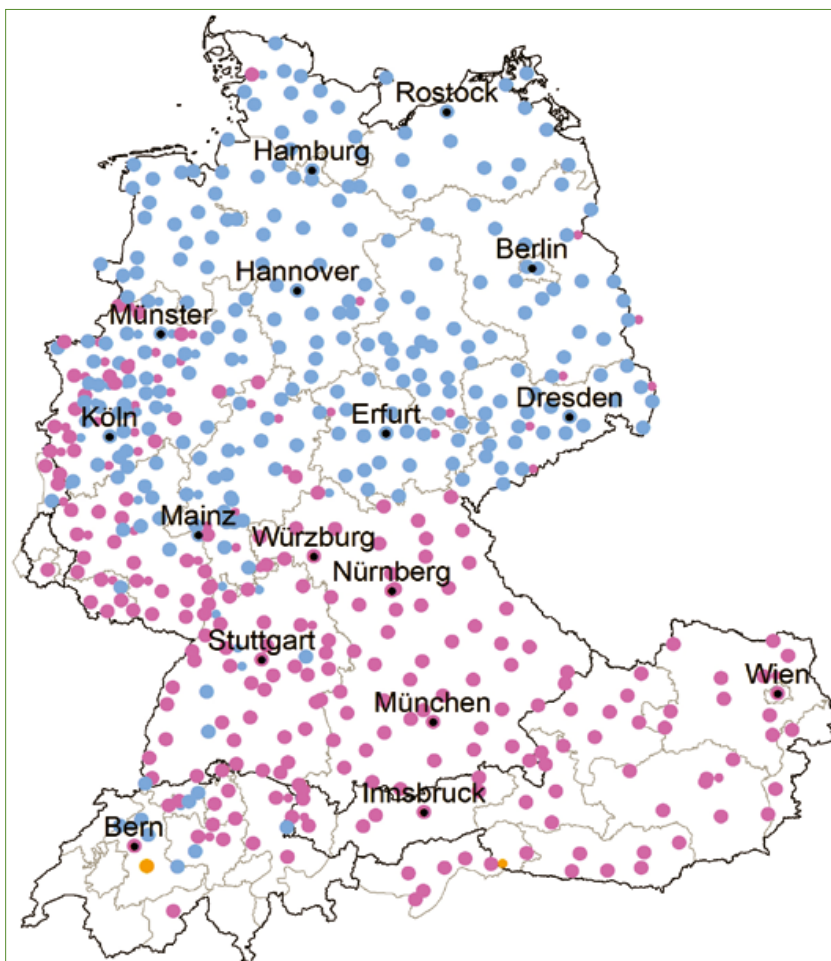 Rostock
Hamburg
Berlin
Hannover
Münster
Dresden
Erfurt
Köln
Mainz
Würzburg
Nürnberg
Stuttgart
Wien
München
Innsbruck
Bern